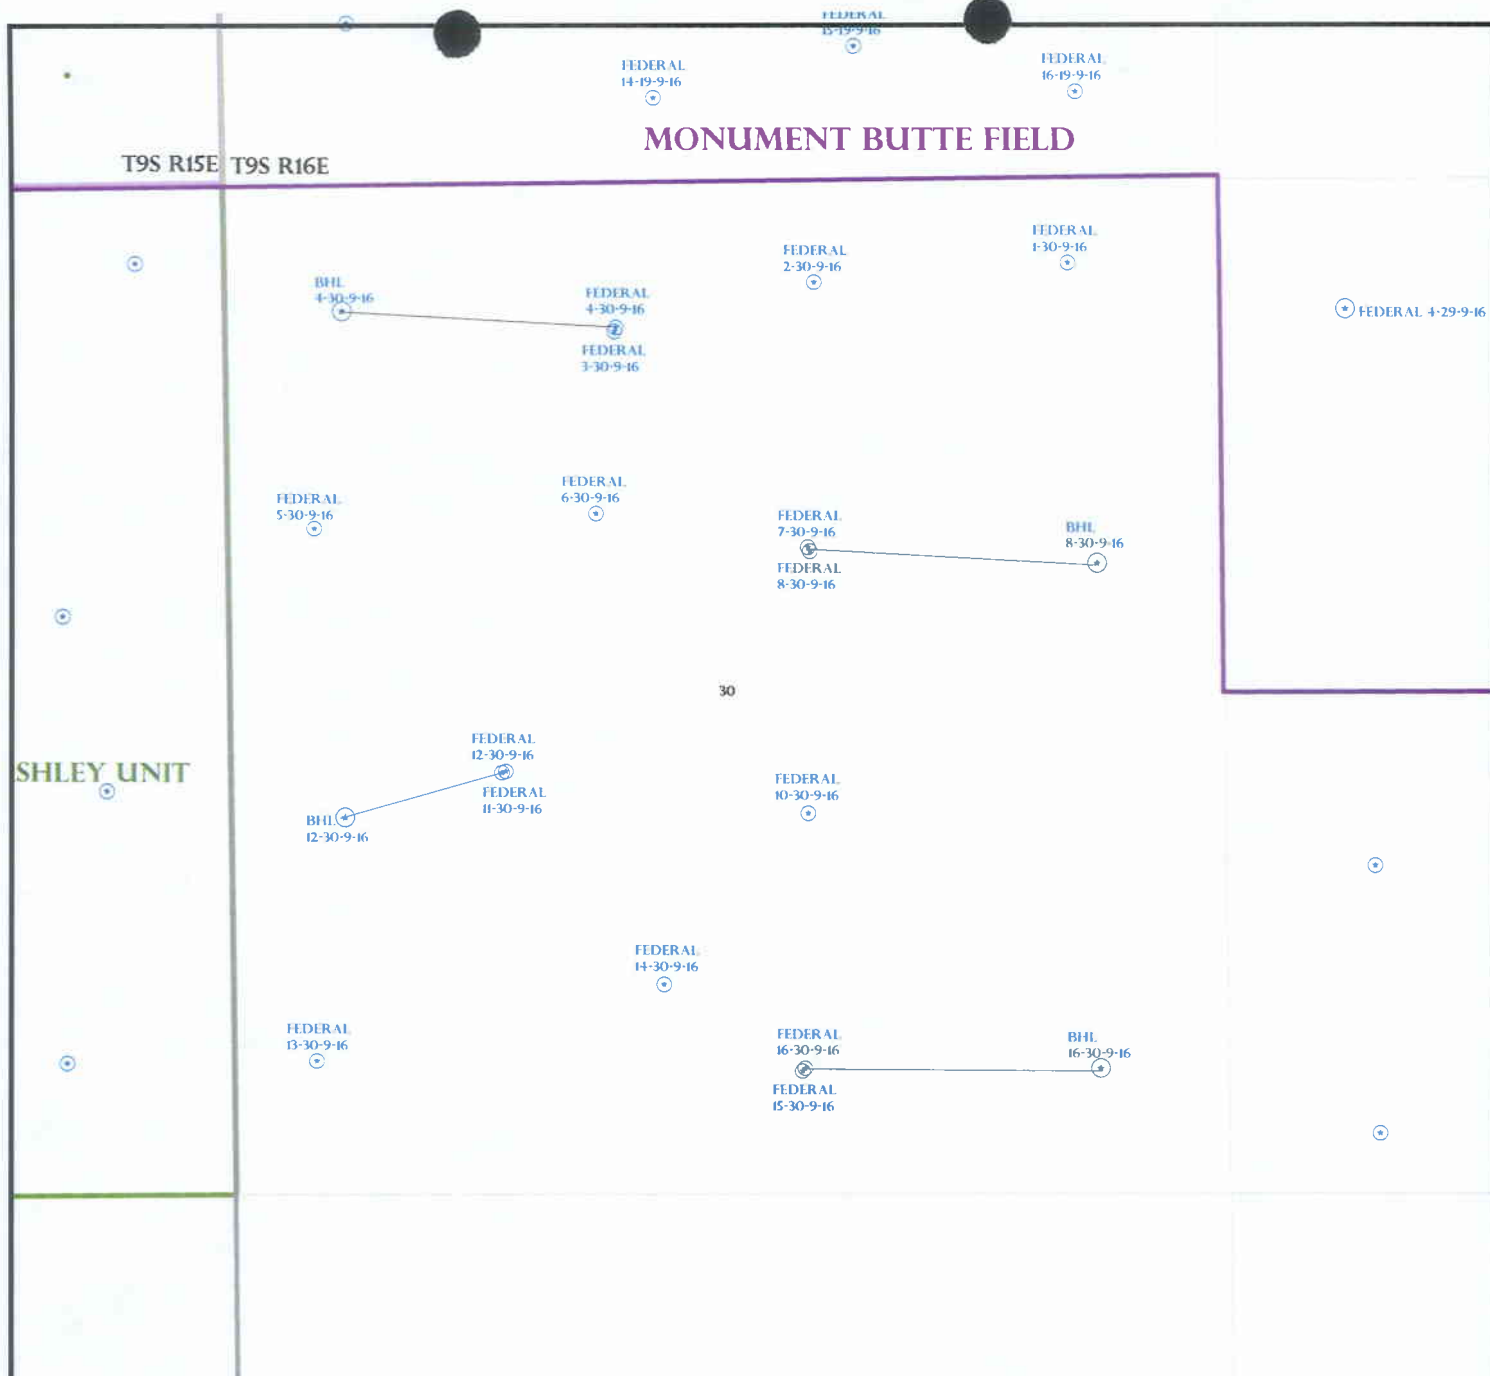 FEDERAL
15-19-9-16
FEDERAL
14-19-9-16
FEDERAL
16-19-9-16
MONUMENT BUTTE FIELD
T9S R15E
T9S R16E
FEDERAL
1-30-9-16
FEDERAL
2-30-9-16
BHL
4-30-9-16
FEDERAL
4-30-9-16
FEDERAL
3-30-9-16
FEDERAL 4-29-9-16
FEDERAL
5-30-9-16
FEDERAL
6-30-9-16
FEDERAL
7-30-9-16
FEDERAL
8-30-9-16
BHL
8-30-9-16
30
SHLEY UNIT
FEDERAL
12-30-9-16
FEDERAL
11-30-9-16
BHL
12-30-9-16
FEDERAL
10-30-9-16
FEDERAL
14-30-9-16
FEDERAL
13-30-9-16
FEDERAL
16-30-9-16
FEDERAL
15-30-9-16
BHL
16-30-9-16